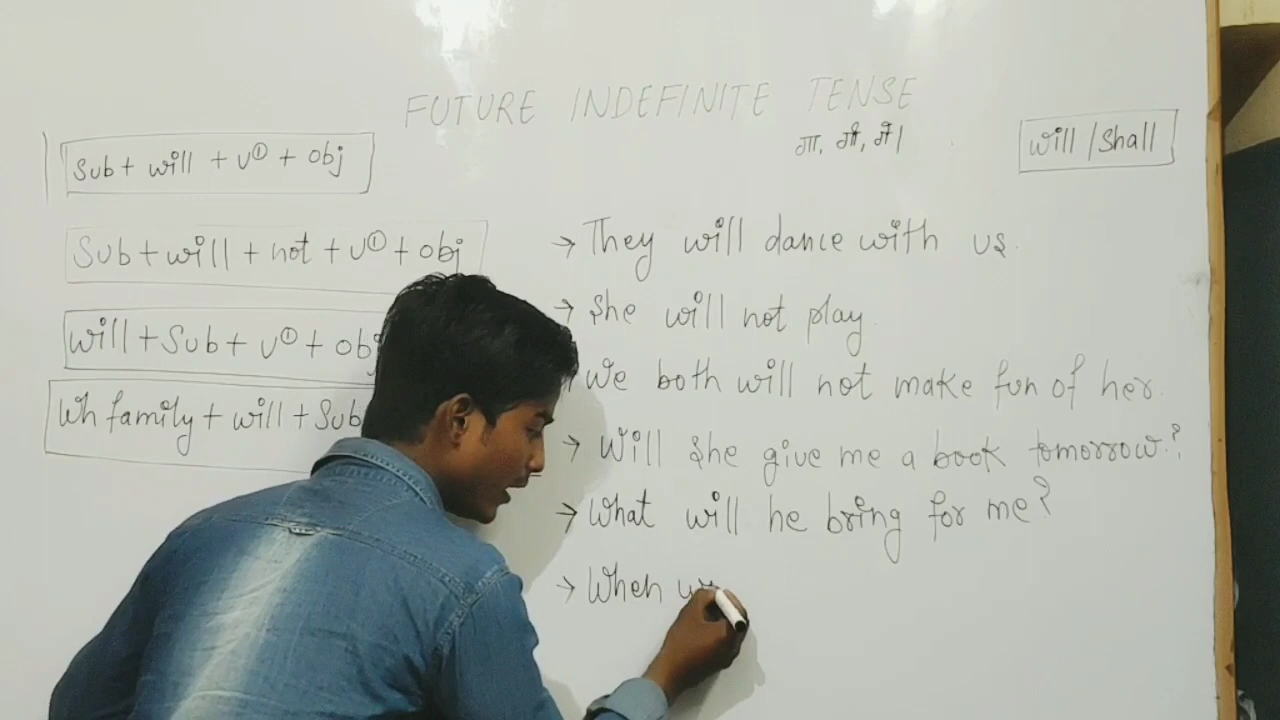 FUTURE INDEFINITE TENSE
गा, गी, गे।
Will / Shall
Sub + will + v① + obj
Sub + will + not + v① + obj
Will + Sub + v① + obj
Wh family + will + Sub
→ They will dance with us.
→ She will not play.
We both will not make fun of her.
→ Will She give me a book tomorrow?
→ What will he bring for me?
→ When